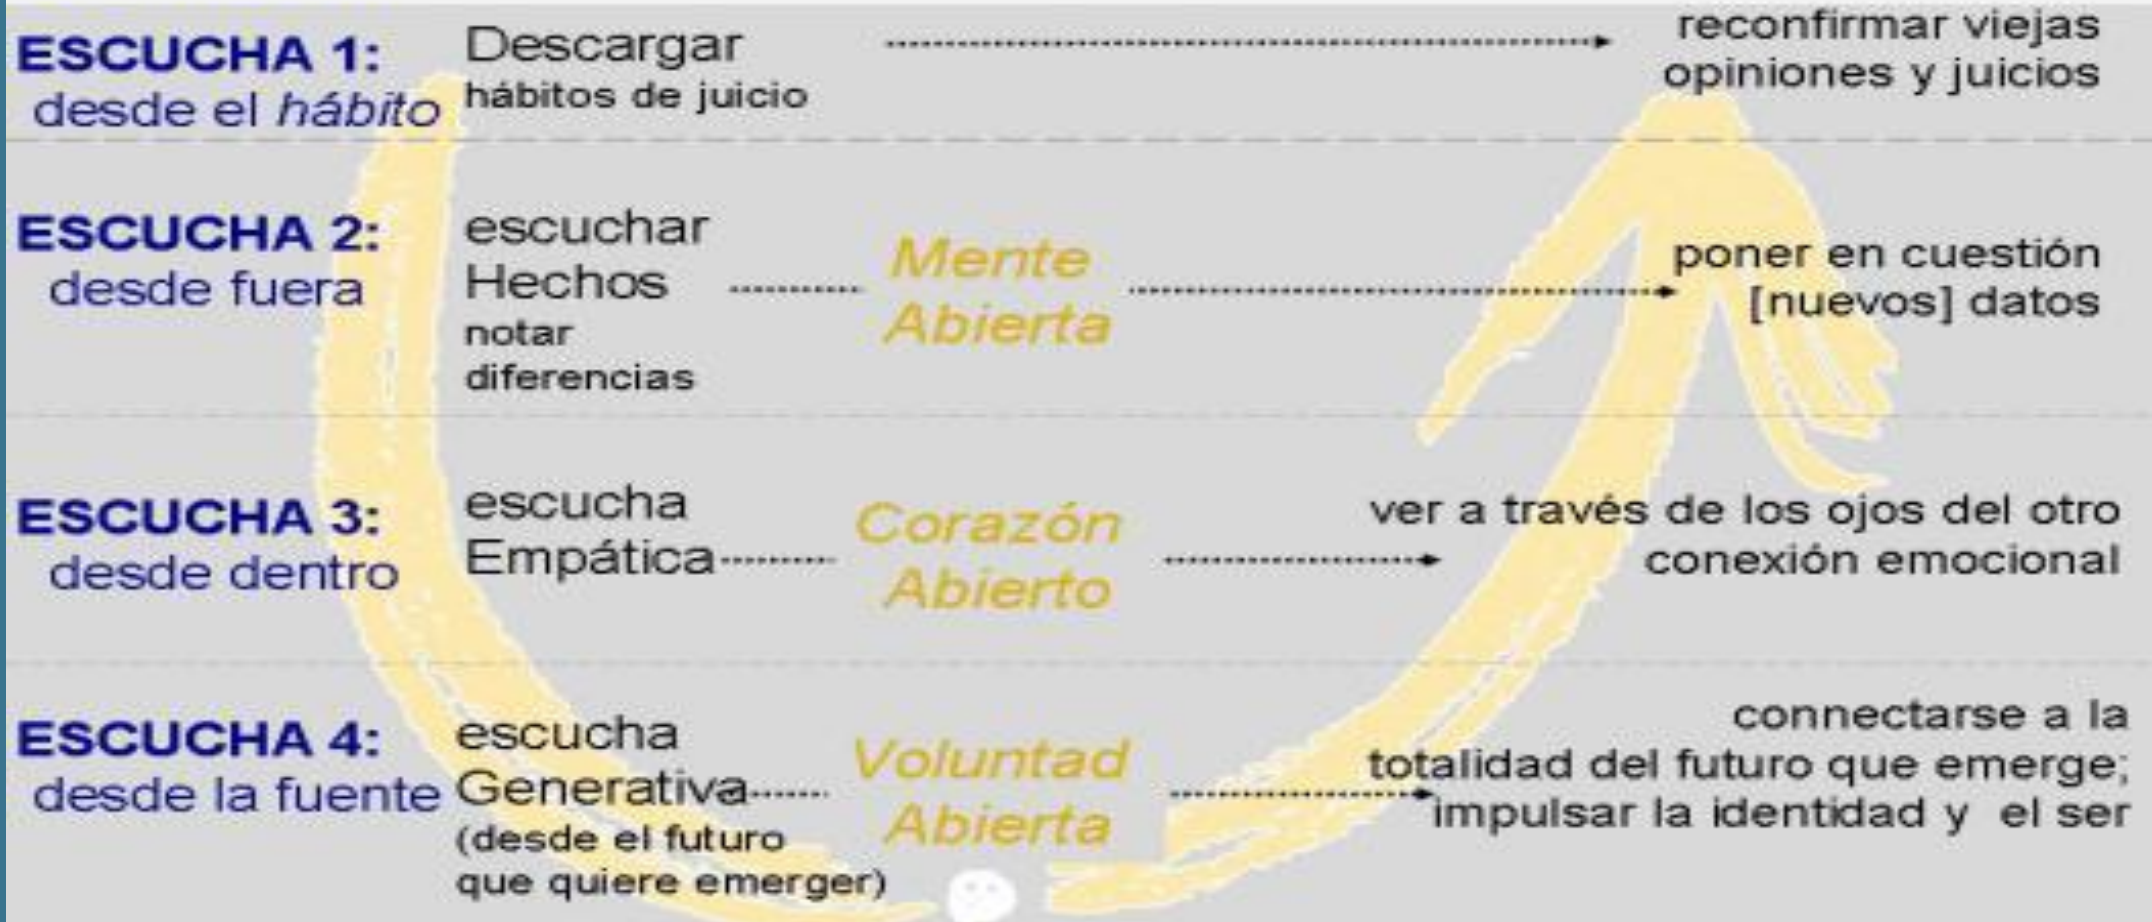 ESCUCHA 1:
desde el hábito
Descargar
hábitos de juicio
reconfirmar viejas
opiniones y juicios
ESCUCHA 2:
desde fuera
escuchar
Hechos
notar
diferencias
Mente
Abierta
poner en cuestión
[nuevos] datos
ESCUCHA 3:
desde dentro
escucha
Empática
Corazón
Abierto
ver a través de los ojos del otro
conexión emocional
ESCUCHA 4:
desde la fuente
escucha
Generativa
(desde el futuro
que quiere emerger)
Voluntad
Abierta
connectarse a la
totalidad del futuro que emerge;
impulsar la identidad y el ser